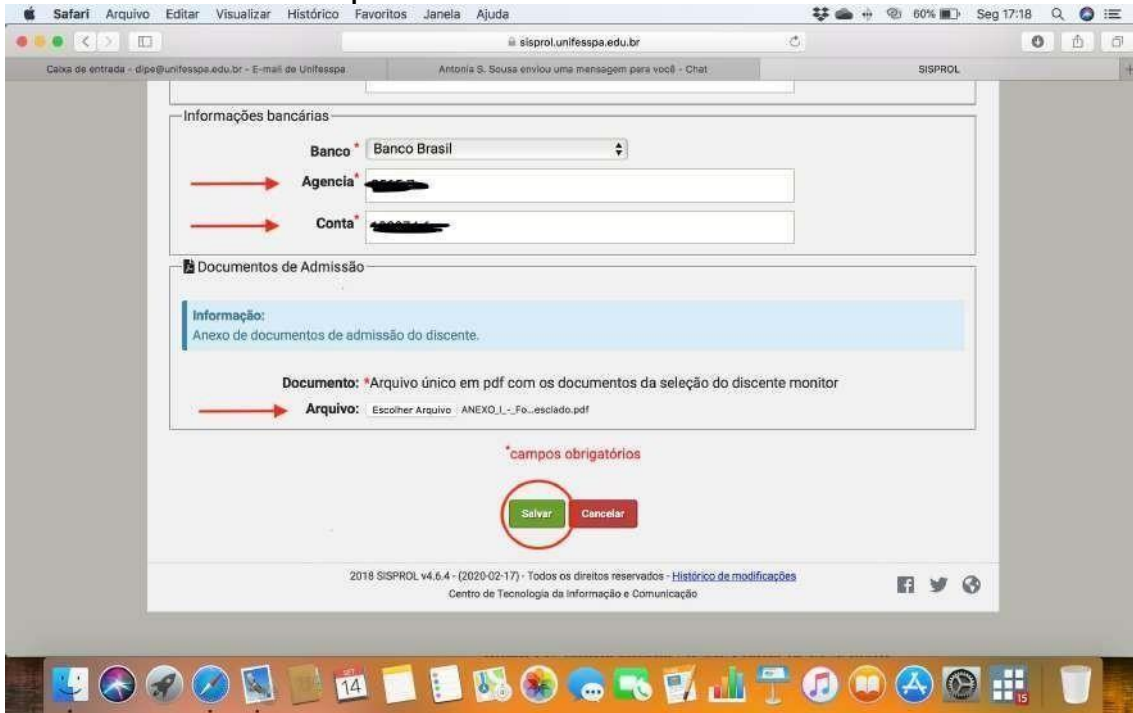 Safari Arquivo Editar Visualizar Histórico Favoritos Janela Ajuda 60% Seg 17:18
sisprol.unifesspa.edu.br
Caixa de entrada - dipe@unifesspa.edu.br - E-mail de Unifesspa Antonia S. Sousa enviou uma mensagem para você - Chat SISPROL
Informações bancárias
Banco * Banco Brasil
Agencia*
Conta*
Documentos de Admissão
Informação:
Anexo de documentos de admissão do discente.
Documento: *Arquivo único em pdf com os documentos da seleção do discente monitor
Arquivo: Escolher Arquivo ANEXO_I_-_Fo...esclado.pdf
*campos obrigatórios
Salvar Cancelar
2018 SISPROL v4.6.4 - (2020-02-17) - Todos os direitos reservados - Histórico de modificações
Centro de Tecnologia da Informação e Comunicação
14
15